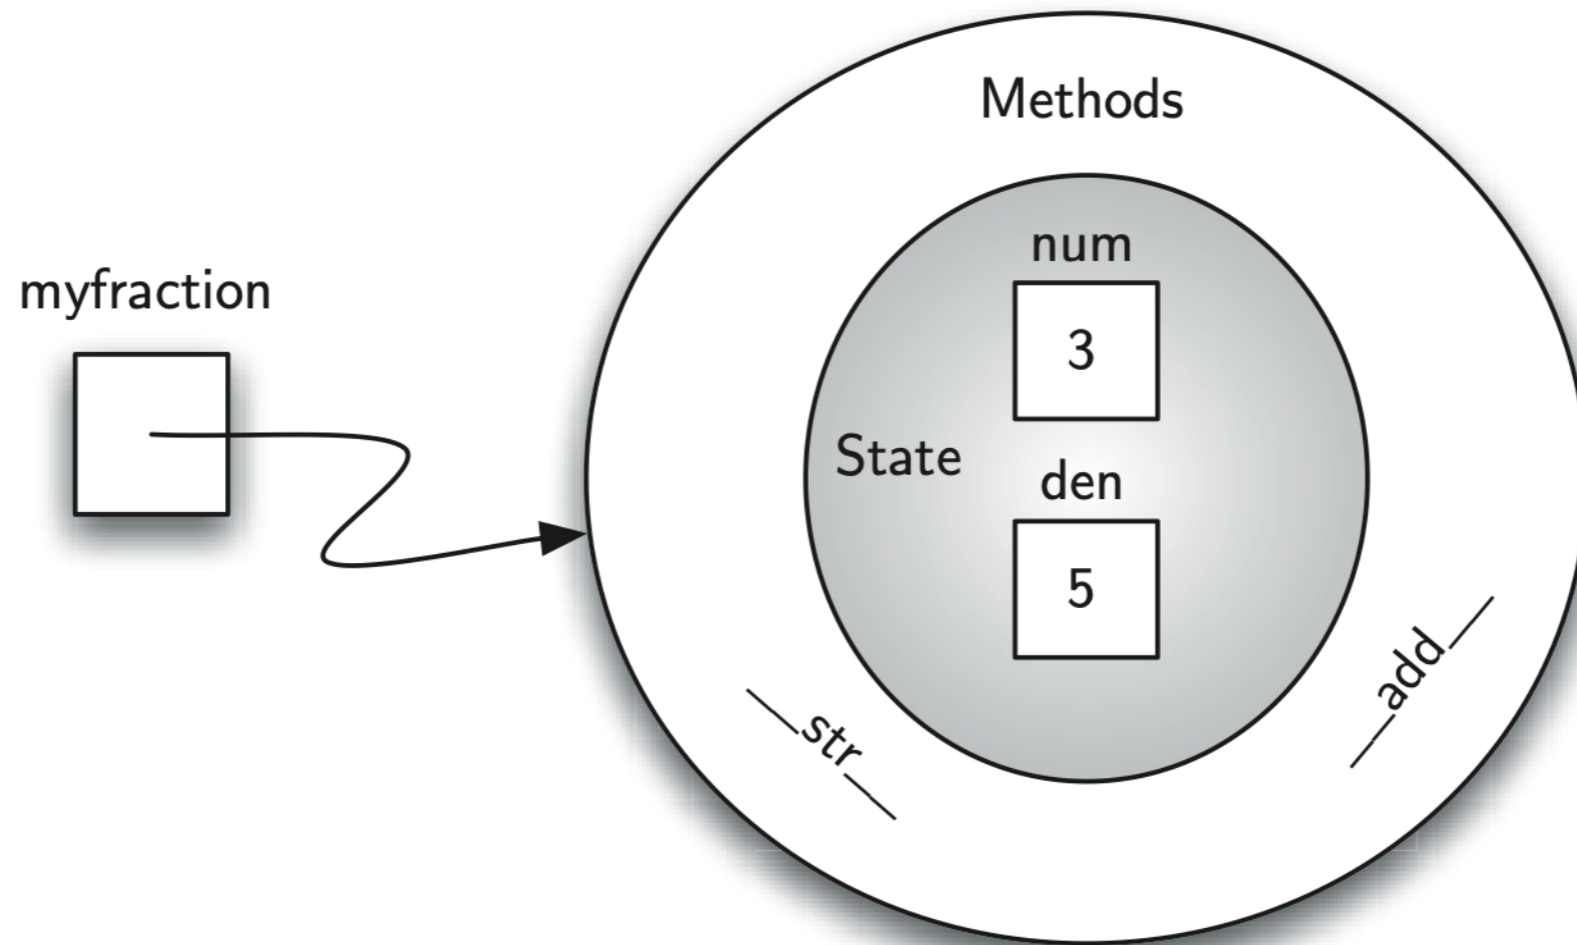 Methods
num
myfraction
3
State
den
5
__add__
__str__